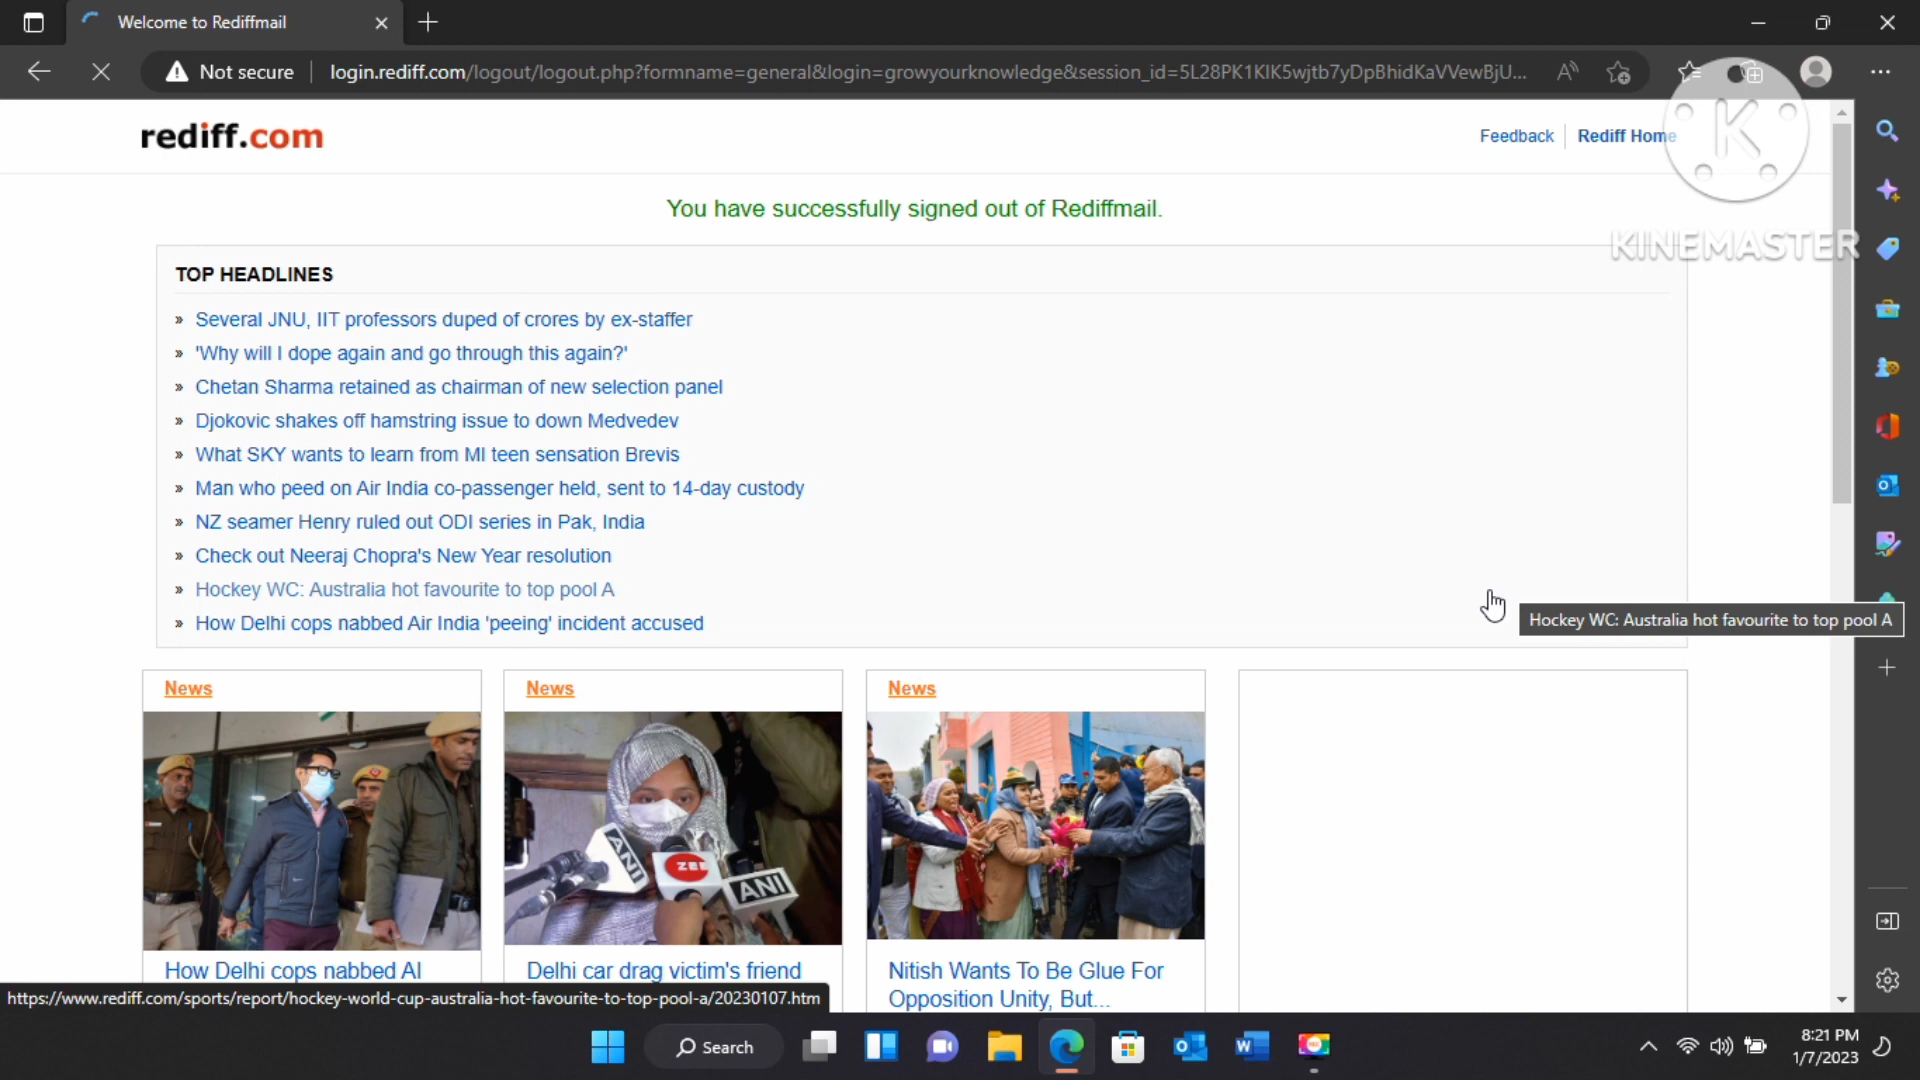 Welcome to Rediffmail
Not secure
login.rediff.com/logout/logout.php?formname=general&login=growyourknowledge&session_id=5L28PK1KIK5wjtb7yDpBhidKaVVewBjU...
rediff.com
Feedback
Rediff Home
K
KINEMASTER
You have successfully signed out of Rediffmail.
TOP HEADLINES
» Several JNU, IIT professors duped of crores by ex-staffer
» 'Why will I dope again and go through this again?'
» Chetan Sharma retained as chairman of new selection panel
» Djokovic shakes off hamstring issue to down Medvedev
» What SKY wants to learn from MI teen sensation Brevis
» Man who peed on Air India co-passenger held, sent to 14-day custody
» NZ seamer Henry ruled out ODI series in Pak, India
» Check out Neeraj Chopra's New Year resolution
» Hockey WC: Australia hot favourite to top pool A
Hockey WC: Australia hot favourite to top pool A
» How Delhi cops nabbed Air India 'peeing' incident accused
News
News
News
ANI
ZEE
ANI
How Delhi cops nabbed AI
Delhi car drag victim's friend
Nitish Wants To Be Glue For
Opposition Unity, But...
https://www.rediff.com/sports/report/hockey-world-cup-australia-hot-favourite-to-top-pool-a/20230107.htm
Search
8:21 PM
1/7/2023